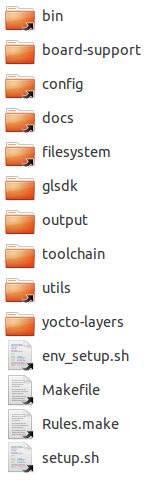 bin
board-support
config
docs
filesystem
glsdk
output
toolchain
utils
yocto-layers
env_setup.sh
Makefile
Rules.make
setup.sh